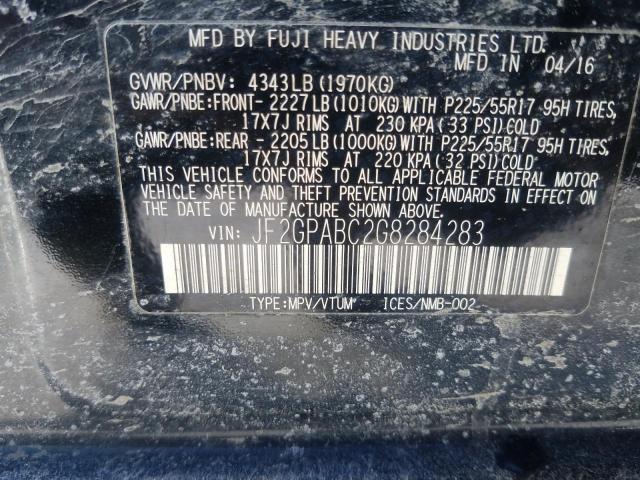 MFD BY FUJI HEAVY INDUSTRIES LTD.
MFD IN 04/16
GVWR/PNBV: 4343LB(1970KG)
GAWR/PNBE:FRONT- 2227LB(1010KG)WITH P225/55R17 95H TIRES,
17X7J RIMS AT 230 KPA(33 PSI)COLD
GAWR/PNBE:REAR - 2205LB(1000KG)WITH P225/55R17 95H TIRES,
17X7J RIMS AT 220 KPA(32 PSI)COLD
THIS VEHICLE CONFORMS TO ALL APPLICABLE FEDERAL MOTOR
VEHICLE SAFETY AND THEFT PREVENTION STANDARDS IN EFFECT
ON THE DATE OF MANUFACTURE SHOWN ABOVE.
VIN: JF2GPABC2G8284283
TYPE:MPV/VTUM ICES/NMB-002